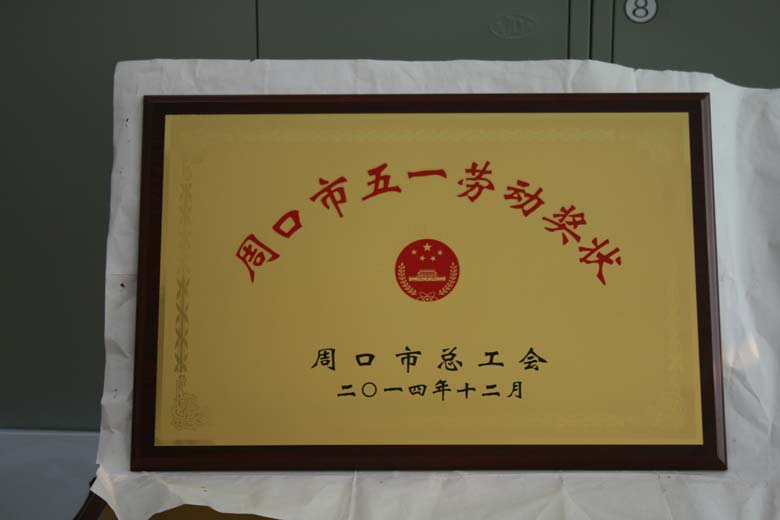 ⑧
周口市五一劳动奖状
周口市总工会
二〇一四年十二月